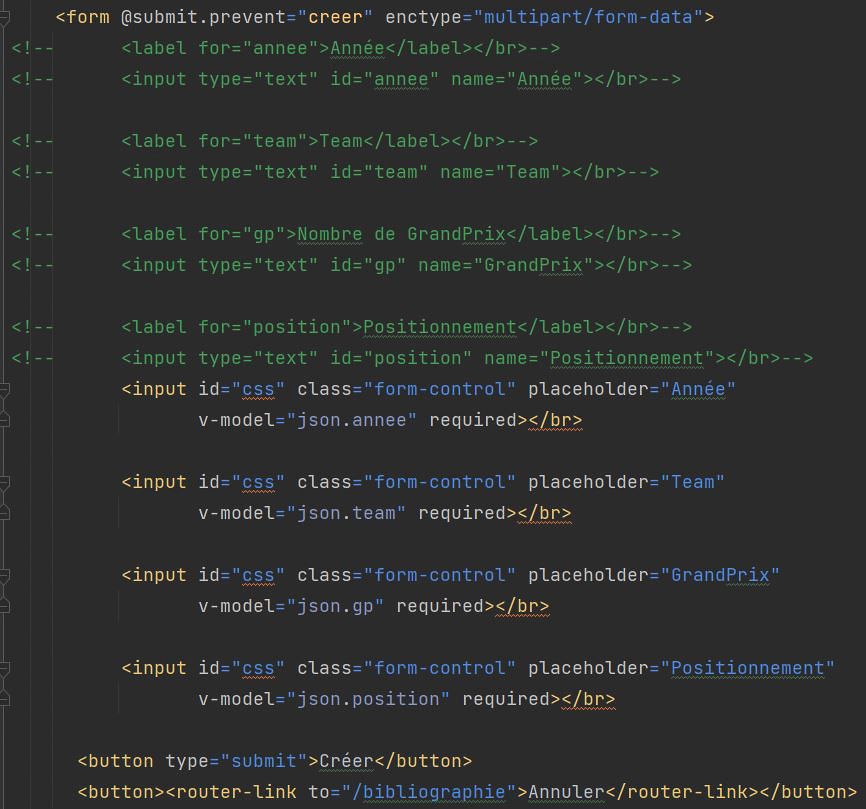 <form @submit.prevent="creer" enctype="multipart/form-data">
<!--      <label for="annee">Année</label></br>-->
<!--      <input type="text" id="annee" name="Année"></br>-->
<!--      <label for="team">Team</label></br>-->
<!--      <input type="text" id="team" name="Team"></br>-->
<!--      <label for="gp">Nombre de GrandPrix</label></br>-->
<!--      <input type="text" id="gp" name="GrandPrix"></br>-->
<!--      <label for="position">Positionnement</label></br>-->
<!--      <input type="text" id="position" name="Positionnement"></br>-->
<input id="css" class="form-control" placeholder="Année"
v-model="json.annee" required></br>
<input id="css" class="form-control" placeholder="Team"
v-model="json.team" required></br>
<input id="css" class="form-control" placeholder="GrandPrix"
v-model="json.gp" required></br>
<input id="css" class="form-control" placeholder="Positionnement"
v-model="json.position" required></br>
<button type="submit">Créer</button>
<button><router-link to="/bibliographie">Annuler</router-link></button>